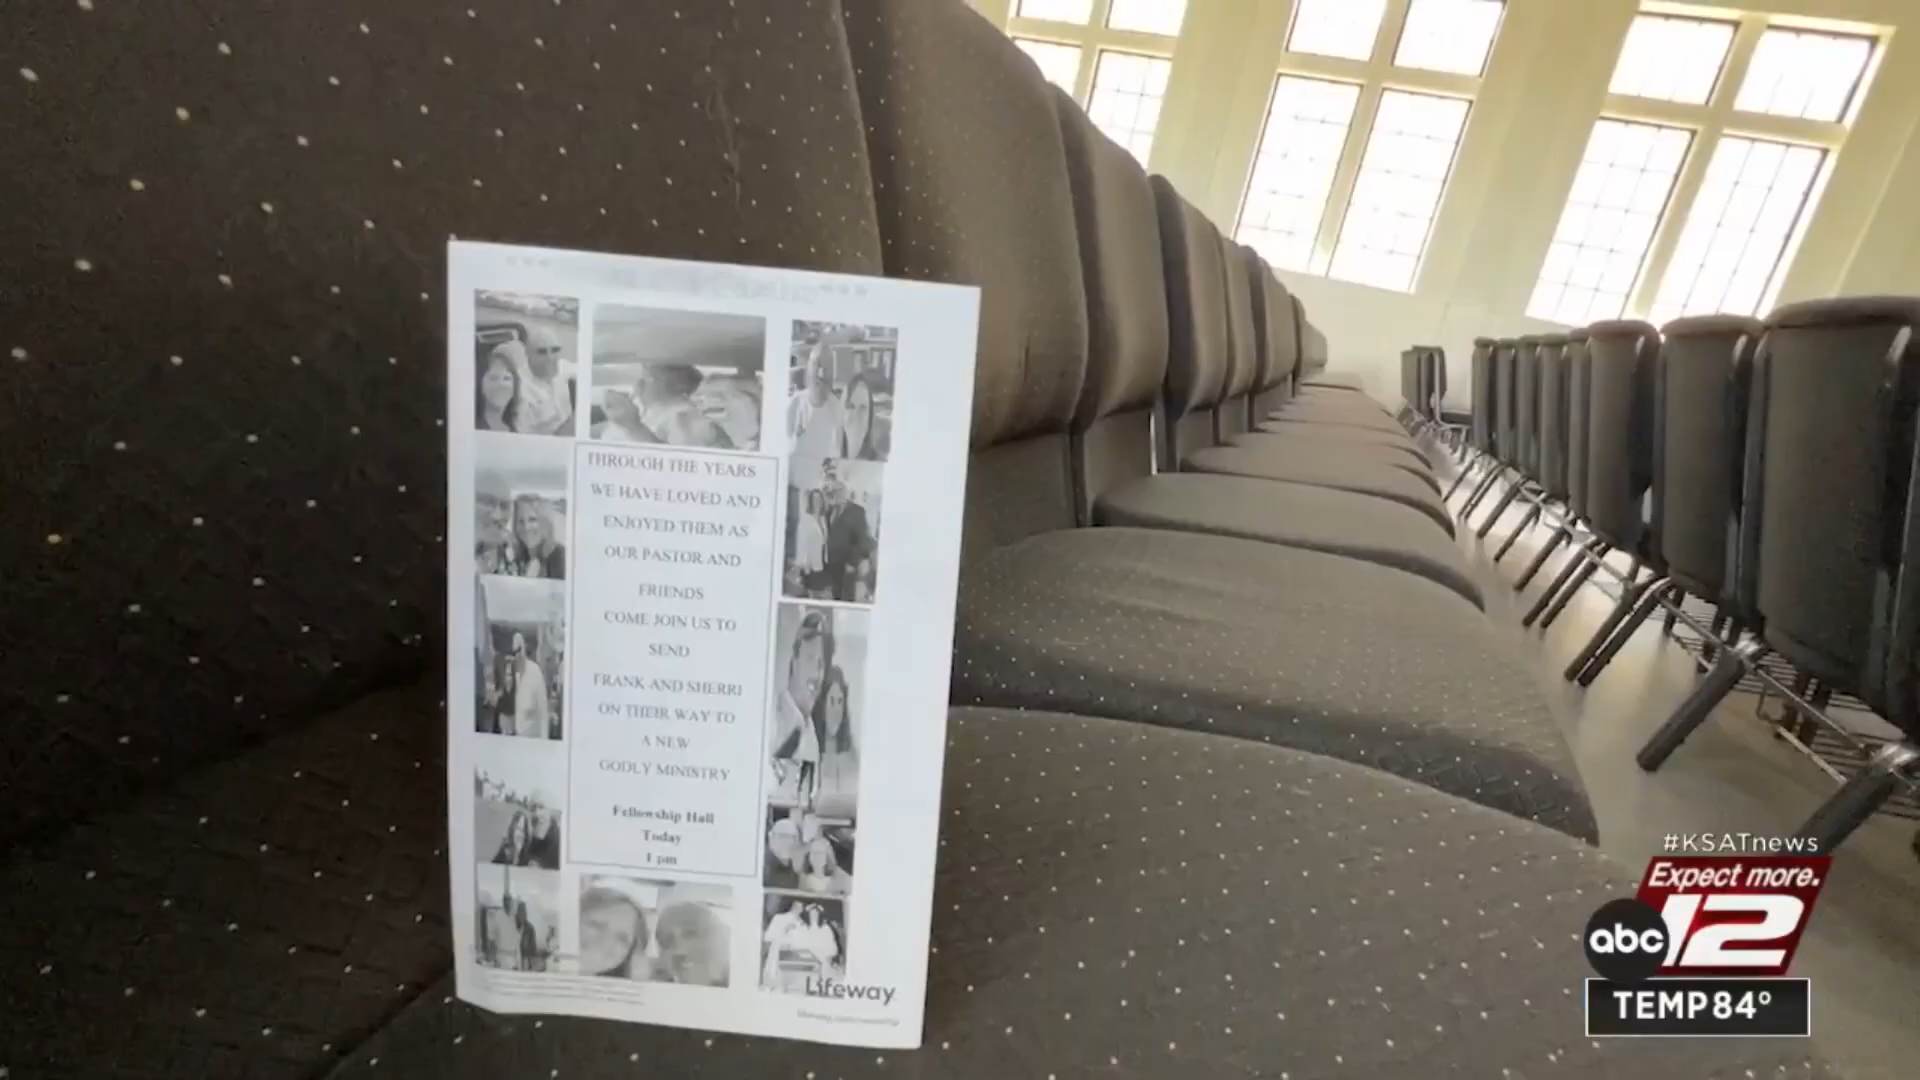 THROUGH THE YEARS
WE HAVE LOVED AND
ENJOYED THEM AS
OUR PASTOR AND
FRIENDS
COME JOIN US TO
SEND
FRANK AND SHERRI
ON THEIR WAY TO
A NEW
GODLY MINISTRY
Fellowship Hall
Today
1 pm
Lifeway
#KSATnews
Expect more.
abc 12
TEMP 84°